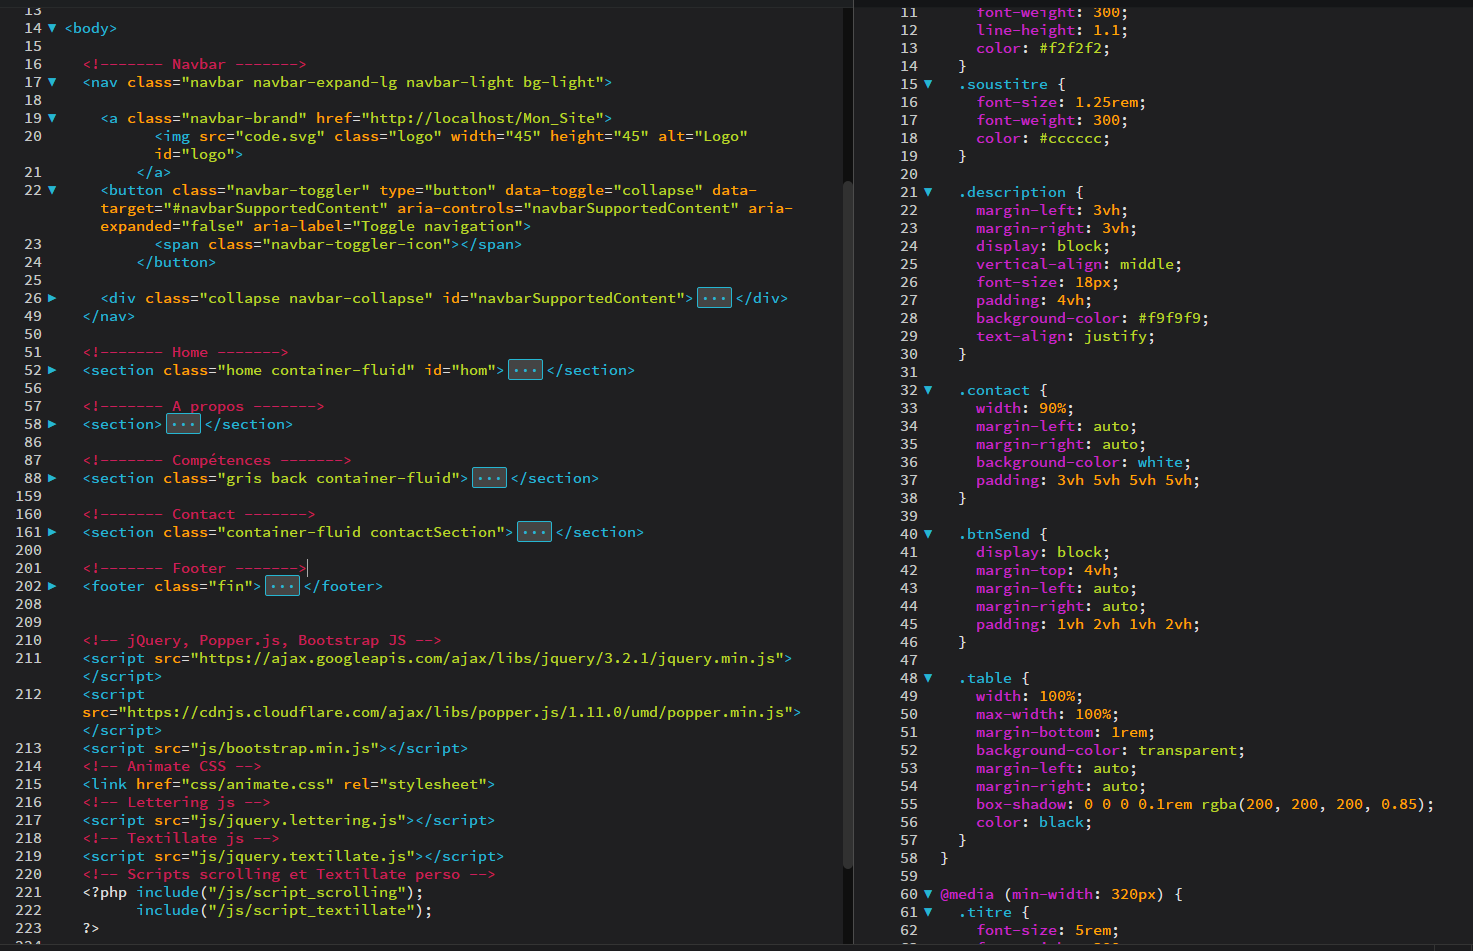 13
14 ▼ <body>
15
16 <!------- Navbar ------->
17 ▼ <nav class="navbar navbar-expand-lg navbar-light bg-light">
18
19 ▼ <a class="navbar-brand" href="http://localhost/Mon_Site">
20 <img src="code.svg" class="logo" width="45" height="45" alt="Logo"
id="logo">
21 </a>
22 ▼ <button class="navbar-toggler" type="button" data-toggle="collapse" data-
target="#navbarSupportedContent" aria-controls="navbarSupportedContent" aria-
expanded="false" aria-label="Toggle navigation">
23 <span class="navbar-toggler-icon"></span>
24 </button>
25
26 ▶ <div class="collapse navbar-collapse" id="navbarSupportedContent">...</div>
49 </nav>
50
51 <!------- Home ------->
52 ▶ <section class="home container-fluid" id="hom">...</section>
56
57 <!------- A propos ------->
58 ▶ <section>...</section>
86
87 <!------- Compétences ------->
88 ▶ <section class="gris back container-fluid">...</section>
159
160 <!------- Contact ------->
161 ▶ <section class="container-fluid contactSection">...</section>
200
201 <!------- Footer ------->
202 ▶ <footer class="fin">...</footer>
208
209
210 <!-- jQuery, Popper.js, Bootstrap JS -->
211 <script src="https://ajax.googleapis.com/ajax/libs/jquery/3.2.1/jquery.min.js">
</script>
212 <script
src="https://cdnjs.cloudflare.com/ajax/libs/popper.js/1.11.0/umd/popper.min.js">
</script>
213 <script src="js/bootstrap.min.js"></script>
214 <!-- Animate CSS -->
215 <link href="css/animate.css" rel="stylesheet">
216 <!-- Lettering js -->
217 <script src="js/jquery.lettering.js"></script>
218 <!-- Textillate js -->
219 <script src="js/jquery.textillate.js"></script>
220 <!-- Scripts scrolling et Textillate perso -->
221 <?php include("/js/script_scrolling");
222 include("/js/script_textillate");
223 ?>
11 font-weight: 300;
12 line-height: 1.1;
13 color: #f2f2f2;
14 }
15 ▼ .soustitre {
16 font-size: 1.25rem;
17 font-weight: 300;
18 color: #cccccc;
19 }
20
21 ▼ .description {
22 margin-left: 3vh;
23 margin-right: 3vh;
24 display: block;
25 vertical-align: middle;
26 font-size: 18px;
27 padding: 4vh;
28 background-color: #f9f9f9;
29 text-align: justify;
30 }
31
32 ▼ .contact {
33 width: 90%;
34 margin-left: auto;
35 margin-right: auto;
36 background-color: white;
37 padding: 3vh 5vh 5vh 5vh;
38 }
39
40 ▼ .btnSend {
41 display: block;
42 margin-top: 4vh;
43 margin-left: auto;
44 margin-right: auto;
45 padding: 1vh 2vh 1vh 2vh;
46 }
47
48 ▼ .table {
49 width: 100%;
50 max-width: 100%;
51 margin-bottom: 1rem;
52 background-color: transparent;
53 margin-left: auto;
54 margin-right: auto;
55 box-shadow: 0 0 0 0.1rem rgba(200, 200, 200, 0.85);
56 color: black;
57 }
58 }
59
60 ▼ @media (min-width: 320px) {
61 ▼ .titre {
62 font-size: 5rem;